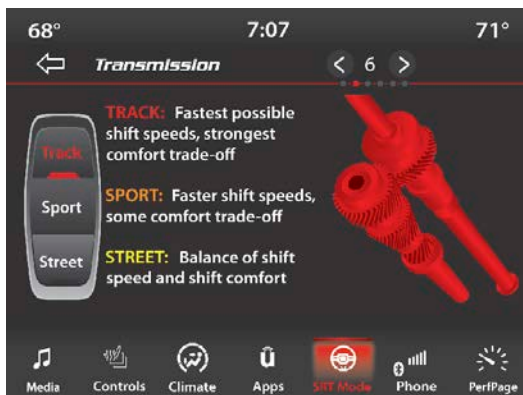 68°
7:07
71°
Transmission
< 6 >
TRACK: Fastest possible
shift speeds, strongest
comfort trade-off
Track
SPORT: Faster shift speeds,
some comfort trade-off
Sport
STREET: Balance of shift
speed and shift comfort
Street
Media
Controls
Climate
û
Apps
SRT Mode
Phone
PerfPage